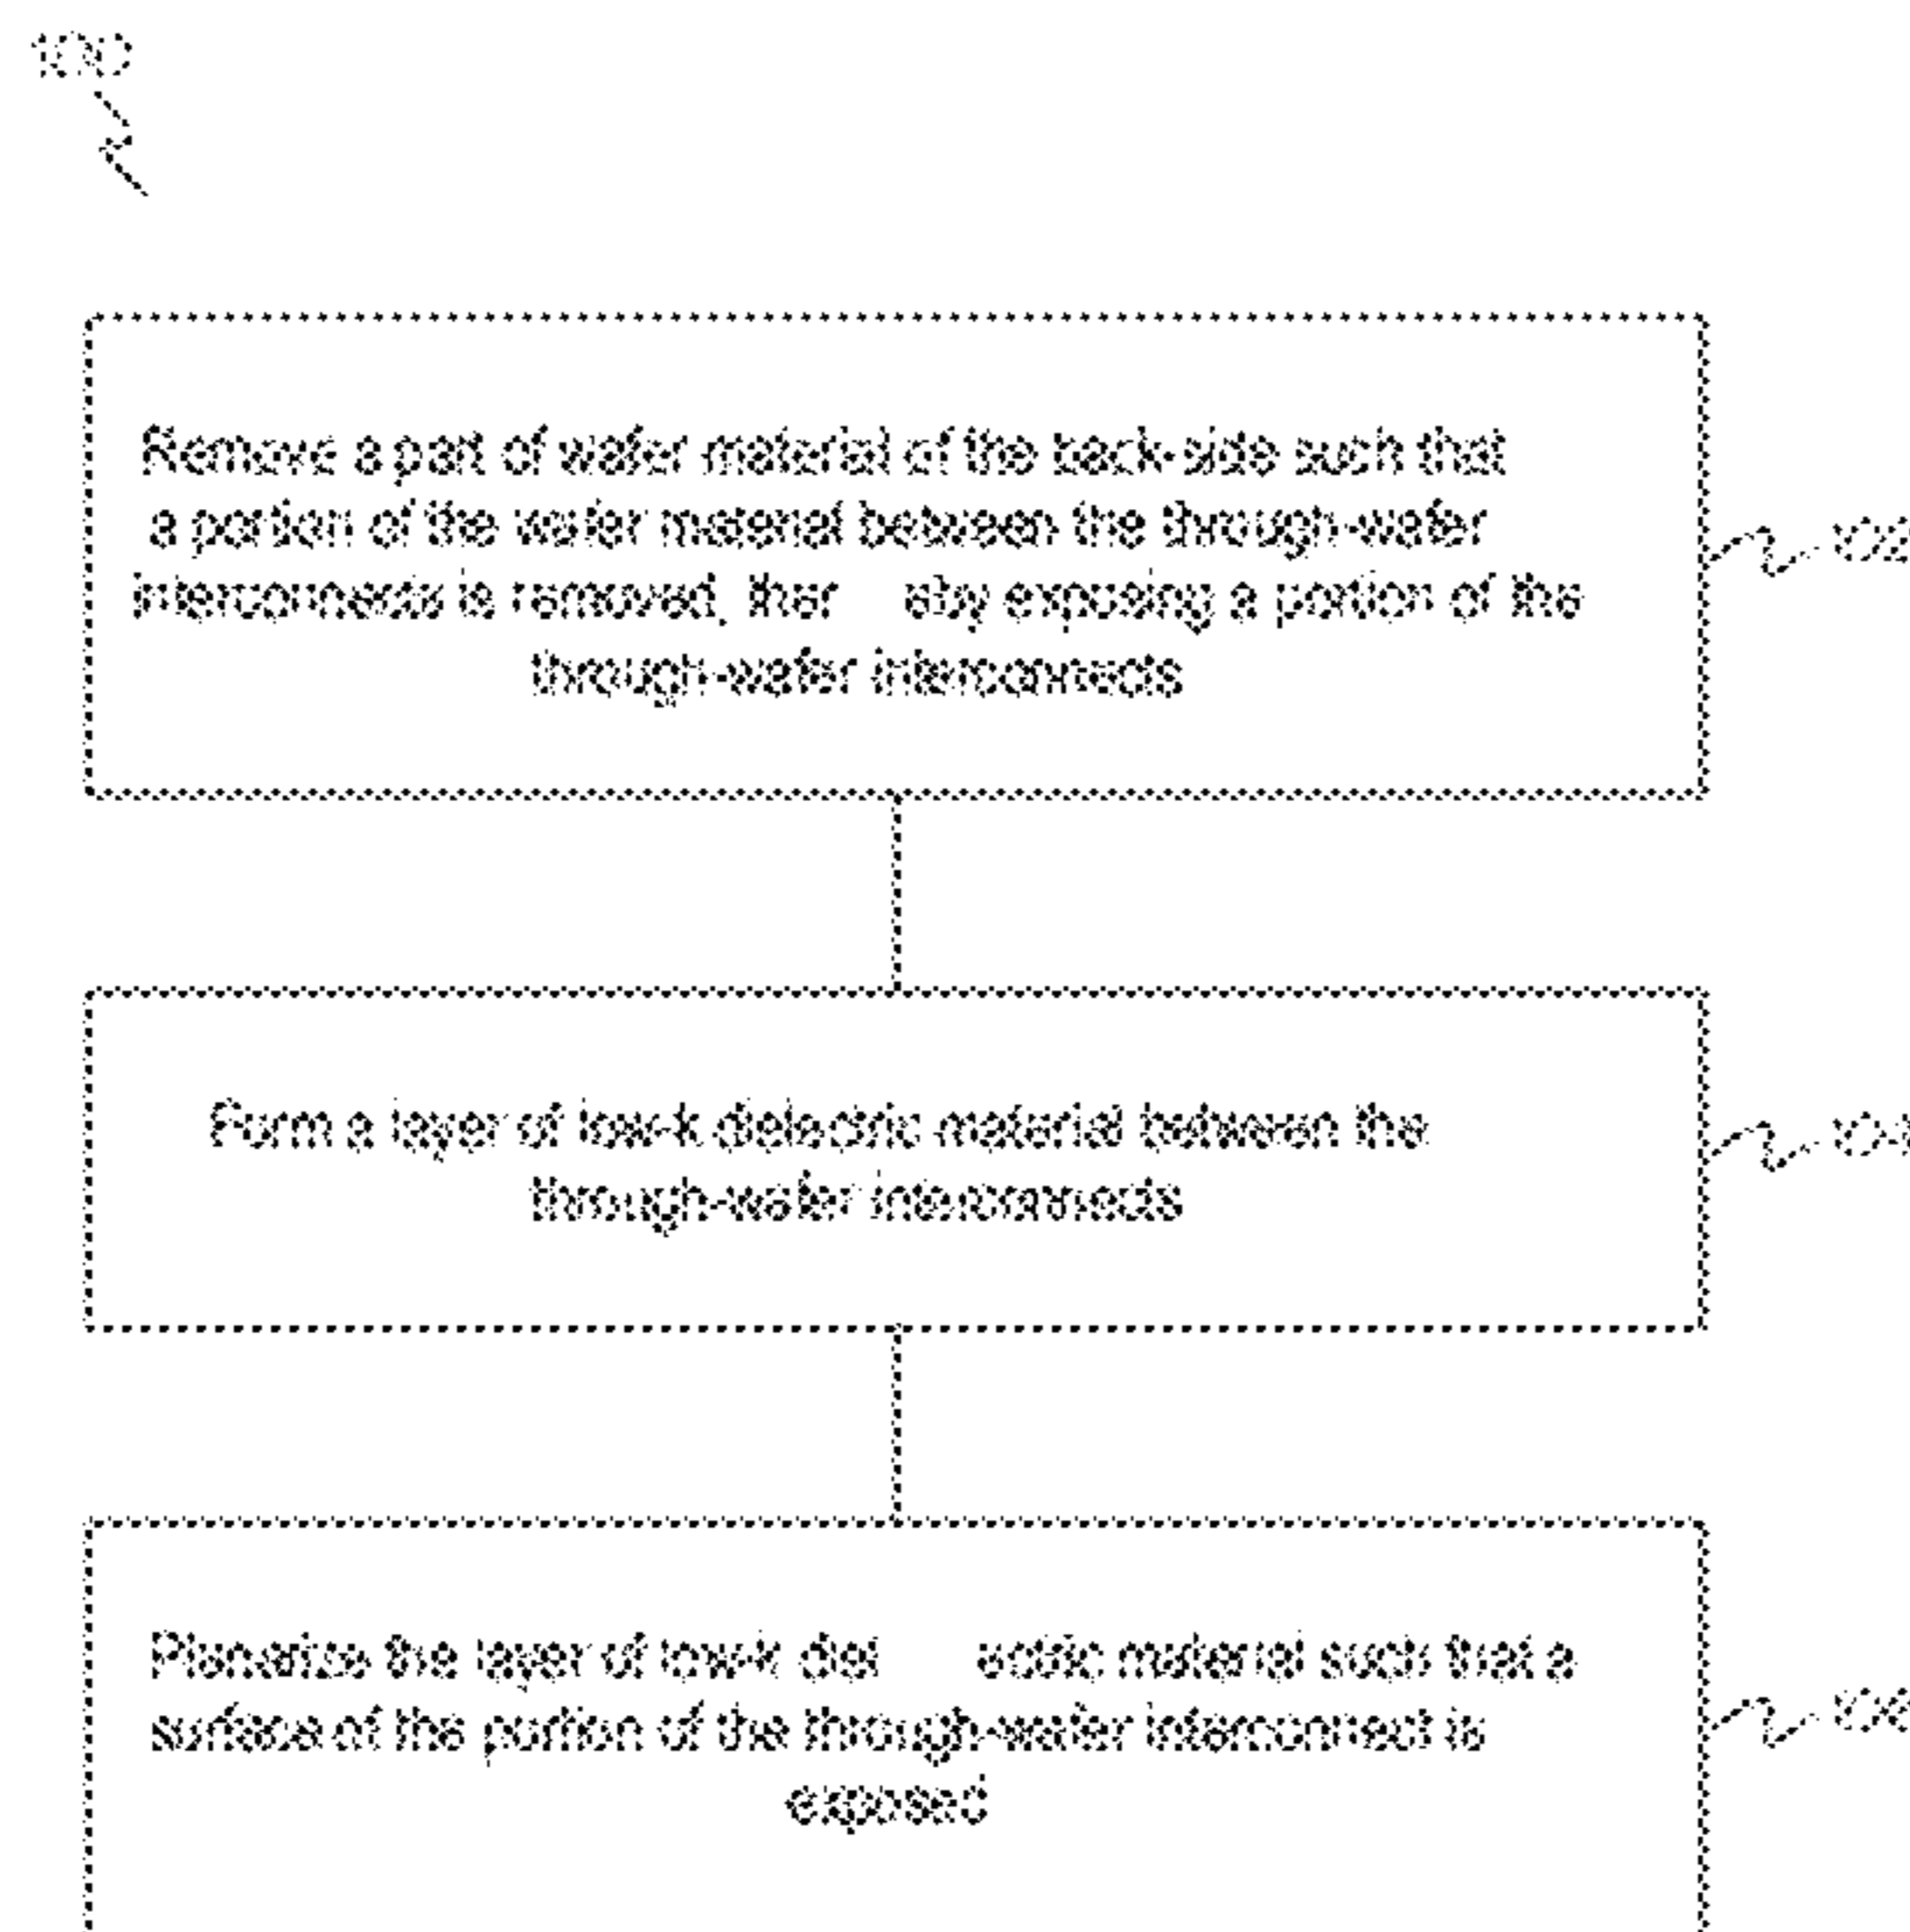 100
Remove a part of wafer material of the back-side such that
a portion of the wafer material between the through-wafer
interconnects is removed, ther eby exposing a portion of the
through-wafer interconnects
Form a layer of low-k dielectric material between the
through-wafer interconnects
Planarize the layer of low-k diel ectric material such that a
surface of the portion of the through-wafer interconnect is
exposed